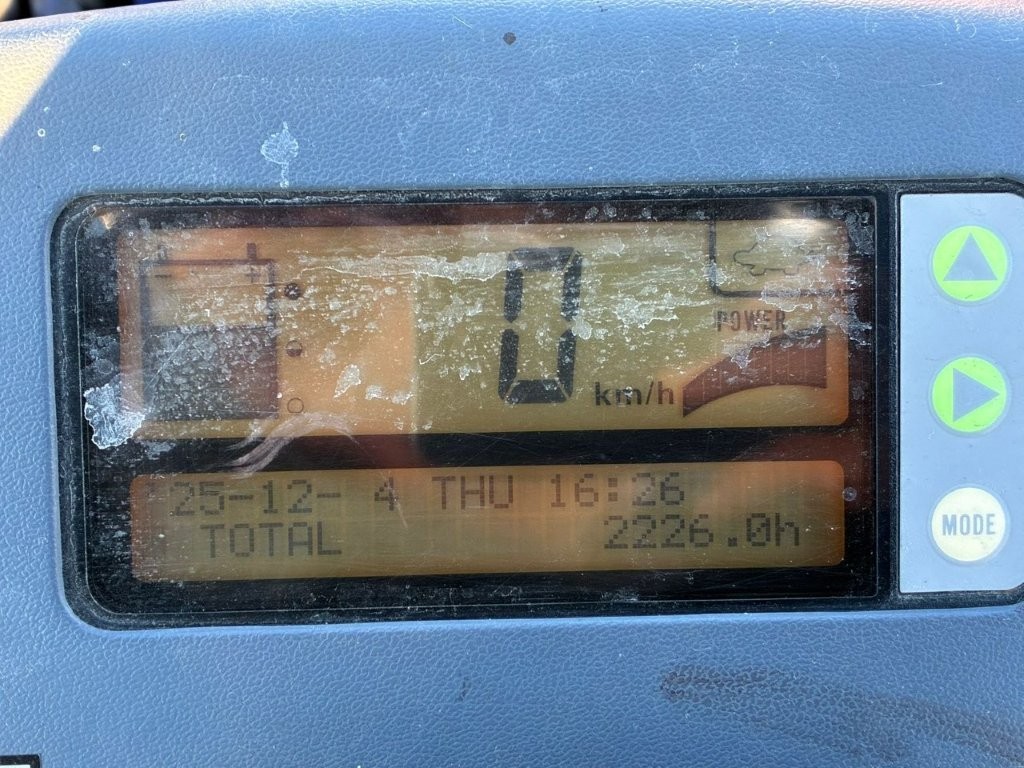 0
km/h
POWER
'25-12- 4 THU 16:26
TOTAL 2226.0h
MODE